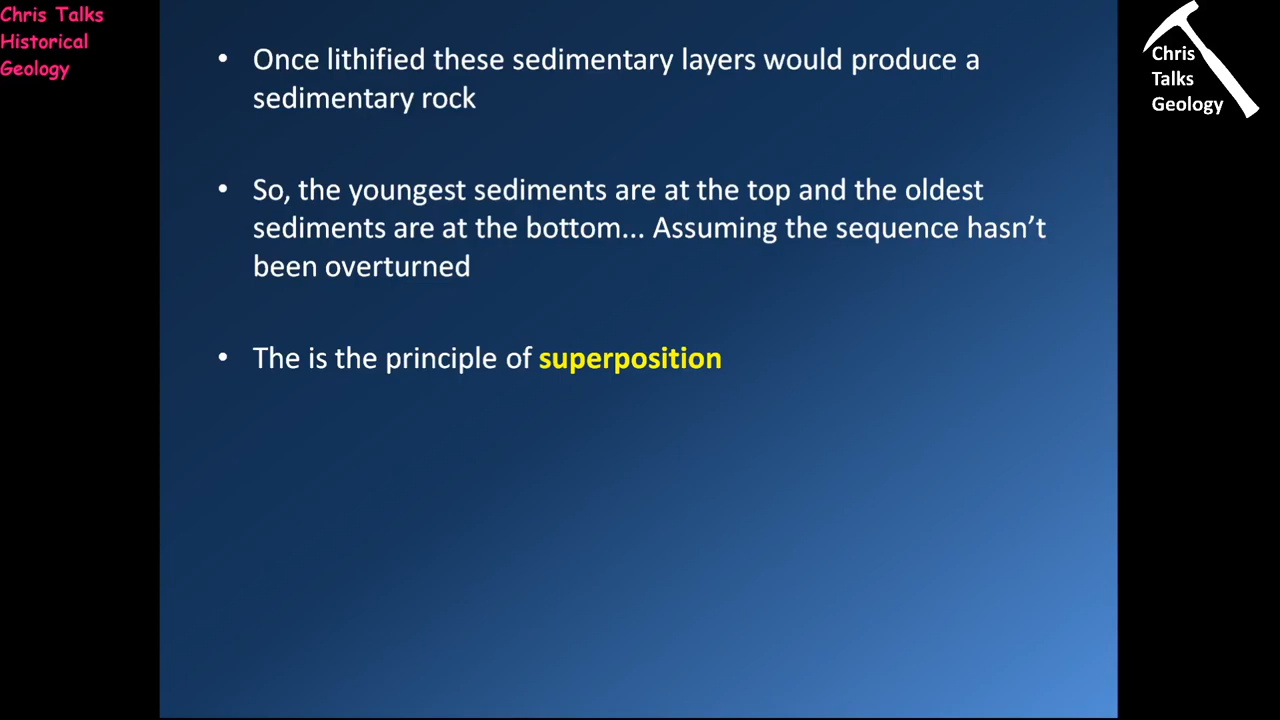 Chris Talks
Historical
Geology
Chris
Talks
Geology
• Once lithified these sedimentary layers would produce a
sedimentary rock
• So, the youngest sediments are at the top and the oldest
sediments are at the bottom... Assuming the sequence hasn’t
been overturned
• The is the principle of superposition